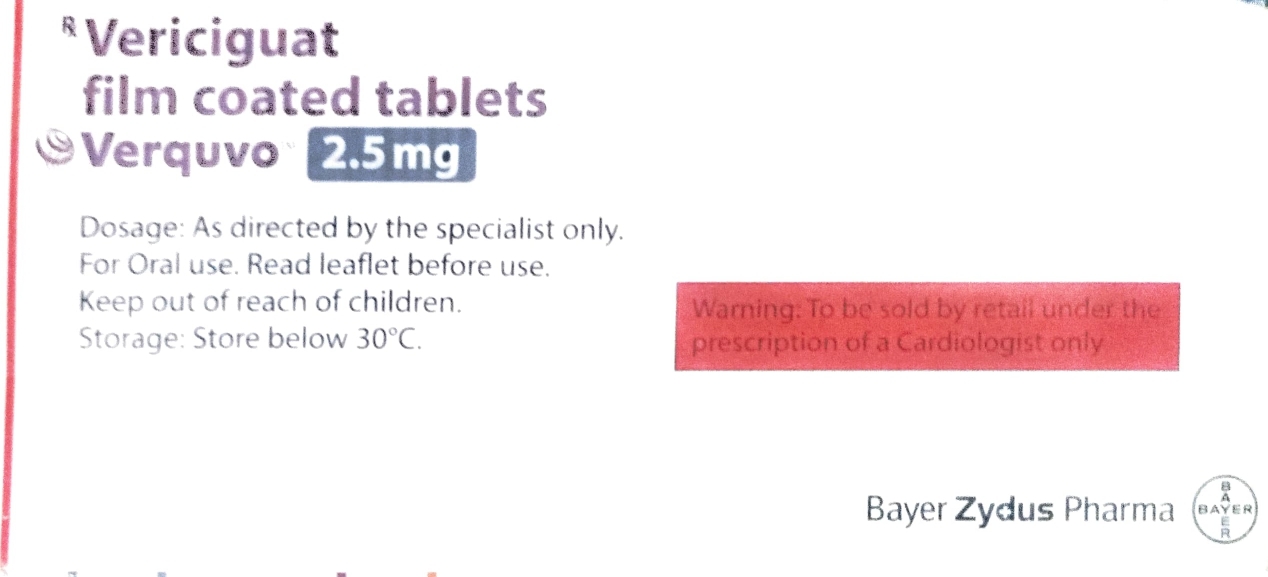 ℞ Vericiguat
film coated tablets
Verquvo™ 2.5 mg
Dosage: As directed by the specialist only.
For Oral use. Read leaflet before use.
Keep out of reach of children.
Storage: Store below 30°C.
Warning: To be sold by retail under the
prescription of a Cardiologist only
Bayer Zydus Pharma
BAYER
BAYER